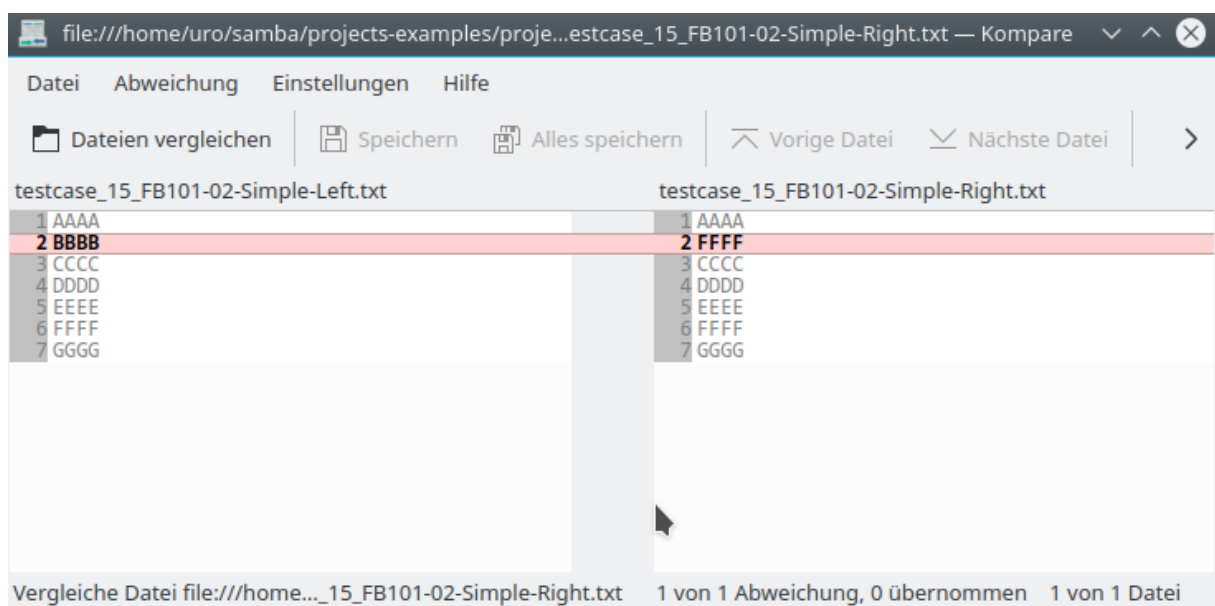 file:///home/uro/samba/projects-examples/proje...estcase_15_FB101-02-Simple-Right.txt — Kompare
Datei Abweichung Einstellungen Hilfe
Dateien vergleichen Speichern Alles speichern Vorige Datei Nächste Datei
testcase_15_FB101-02-Simple-Left.txt testcase_15_FB101-02-Simple-Right.txt
1 AAAA 1 AAAA
2 BBBB 2 FFFF
3 CCCC 3 CCCC
4 DDDD 4 DDDD
5 EEEE 5 EEEE
6 FFFF 6 FFFF
7 GGGG 7 GGGG
Vergleiche Datei file:///home..._15_FB101-02-Simple-Right.txt 1 von 1 Abweichung, 0 übernommen 1 von 1 Datei